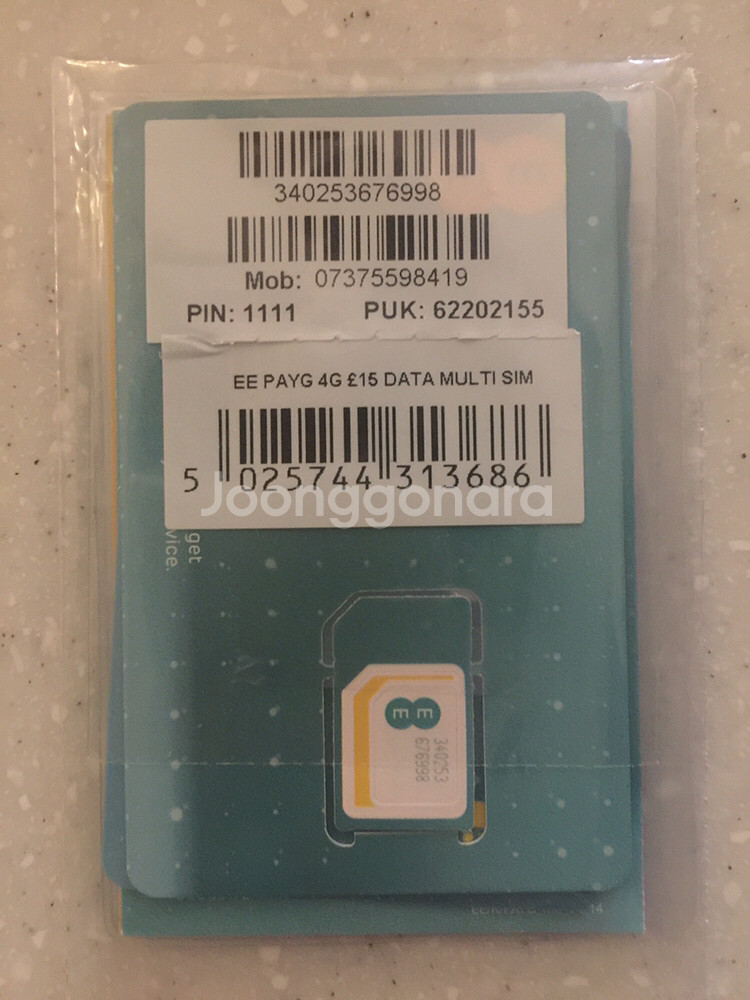 340253676998
Mob: 07375598419
PIN: 1111 PUK: 62202155
EE PAYG 4G £15 DATA MULTI SIM
5 025744 313686
Joonggonara
get
vice.
EE
340253
676998